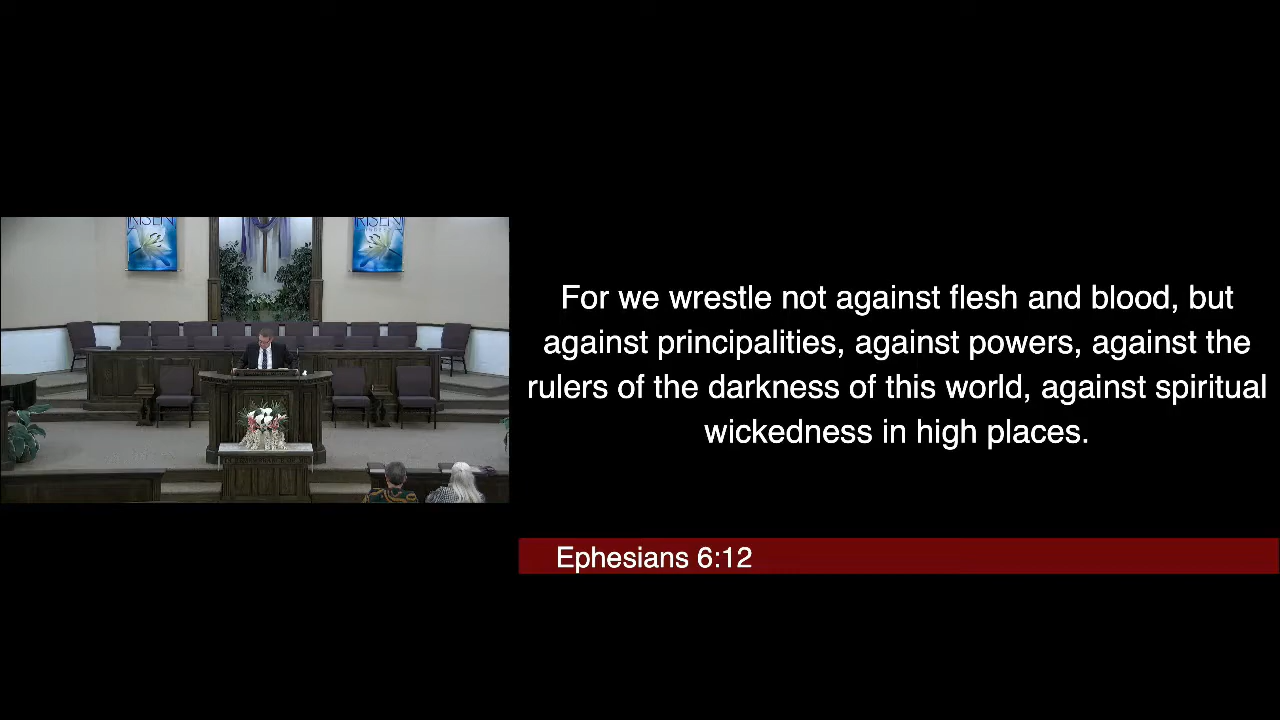 RISEN
RISEN
For we wrestle not against flesh and blood, but
against principalities, against powers, against the
rulers of the darkness of this world, against spiritual
wickedness in high places.
Ephesians 6:12